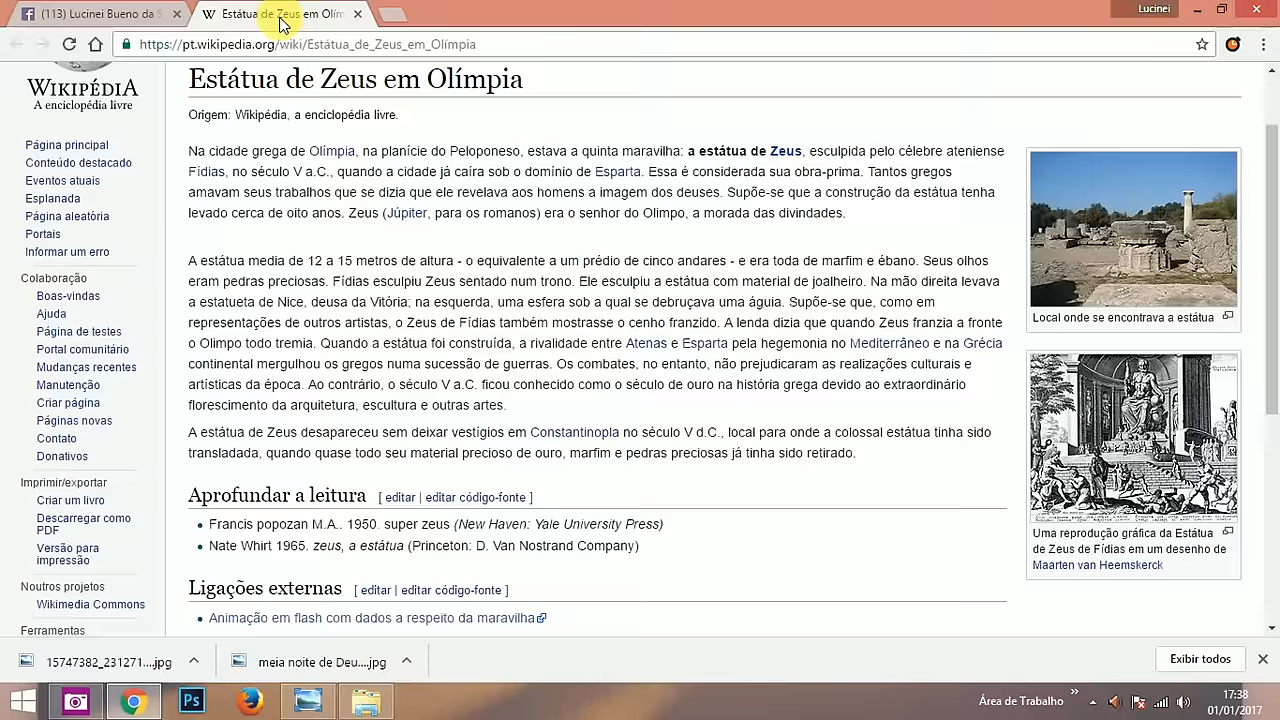 (113) Lucinei Bueno da S
Estátua de Zeus em Olím
Lucinei
https://pt.wikipedia.org/wiki/Estátua_de_Zeus_em_Olímpia
WIKIPÉDIA
A enciclopédia livre
Página principal
Conteúdo destacado
Eventos atuais
Esplanada
Página aleatória
Portais
Informar um erro
Colaboração
Boas-vindas
Ajuda
Página de testes
Portal comunitário
Mudanças recentes
Manutenção
Criar página
Páginas novas
Contato
Donativos
Imprimir/exportar
Criar um livro
Descarregar como
PDF
Versão para
impressão
Noutros projetos
Wikimedia Commons
Ferramentas
Estátua de Zeus em Olímpia
Origem: Wikipédia, a enciclopédia livre.
Na cidade grega de Olímpia, na planície do Peloponeso, estava a quinta maravilha: a estátua de Zeus, esculpida pelo célebre ateniense
Fídias, no século V a.C., quando a cidade já caíra sob o domínio de Esparta. Essa é considerada sua obra-prima. Tantos gregos
amavam seus trabalhos que se dizia que ele revelava aos homens a imagem dos deuses. Supõe-se que a construção da estátua tenha
levado cerca de oito anos. Zeus (Júpiter, para os romanos) era o senhor do Olimpo, a morada das divindades.
A estátua media de 12 a 15 metros de altura - o equivalente a um prédio de cinco andares - e era toda de marfim e ébano. Seus olhos
eram pedras preciosas. Fídias esculpiu Zeus sentado num trono. Ele esculpiu a estátua com material de joalheiro. Na mão direita levava
a estatueta de Nice, deusa da Vitória; na esquerda, uma esfera sob a qual se debruçava uma águia. Supõe-se que, como em
representações de outros artistas, o Zeus de Fídias também mostrasse o cenho franzido. A lenda dizia que quando Zeus franzia a fronte
o Olimpo todo tremia. Quando a estátua foi construída, a rivalidade entre Atenas e Esparta pela hegemonia no Mediterrâneo e na Grécia
continental mergulhou os gregos numa sucessão de guerras. Os combates, no entanto, não prejudicaram as realizações culturais e
artísticas da época. Ao contrário, o século V a.C. ficou conhecido como o século de ouro na história grega devido ao extraordinário
florescimento da arquitetura, escultura e outras artes.
A estátua de Zeus desapareceu sem deixar vestígios em Constantinopla no século V d.C., local para onde a colossal estátua tinha sido
transladada, quando quase todo seu material precioso de ouro, marfim e pedras preciosas já tinha sido retirado.
Aprofundar a leitura [ editar | editar código-fonte ]
Francis popozan M.A.. 1950. super zeus (New Haven: Yale University Press)
Nate Whirt 1965. zeus, a estátua (Princeton: D. Van Nostrand Company)
Ligações externas [ editar | editar código-fonte ]
Animação em flash com dados a respeito da maravilha
Local onde se encontrava a estátua
Uma reprodução gráfica da Estátua
de Zeus de Fídias em um desenho de
Maarten van Heemskerck
15747382_231271....jpg
meia noite de Deu....jpg
Exibir todos
Ps
Área de Trabalho
17:38
01/01/2017